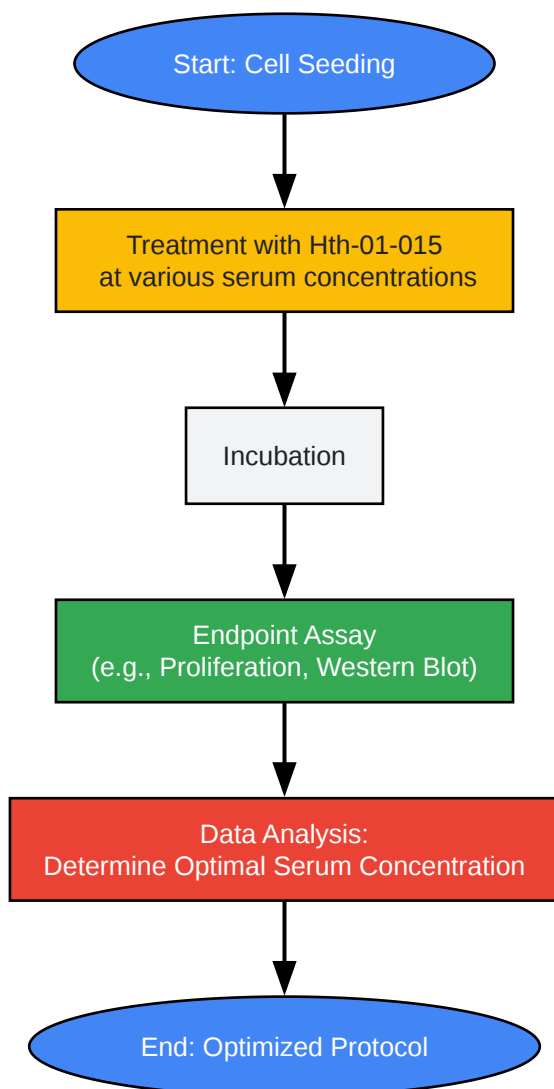 Start: Cell Seeding
Treatment with Hth-01-015
at various serum concentrations
Incubation
Endpoint Assay
(e.g., Proliferation, Western Blot)
Data Analysis:
Determine Optimal Serum Concentration
End: Optimized Protocol